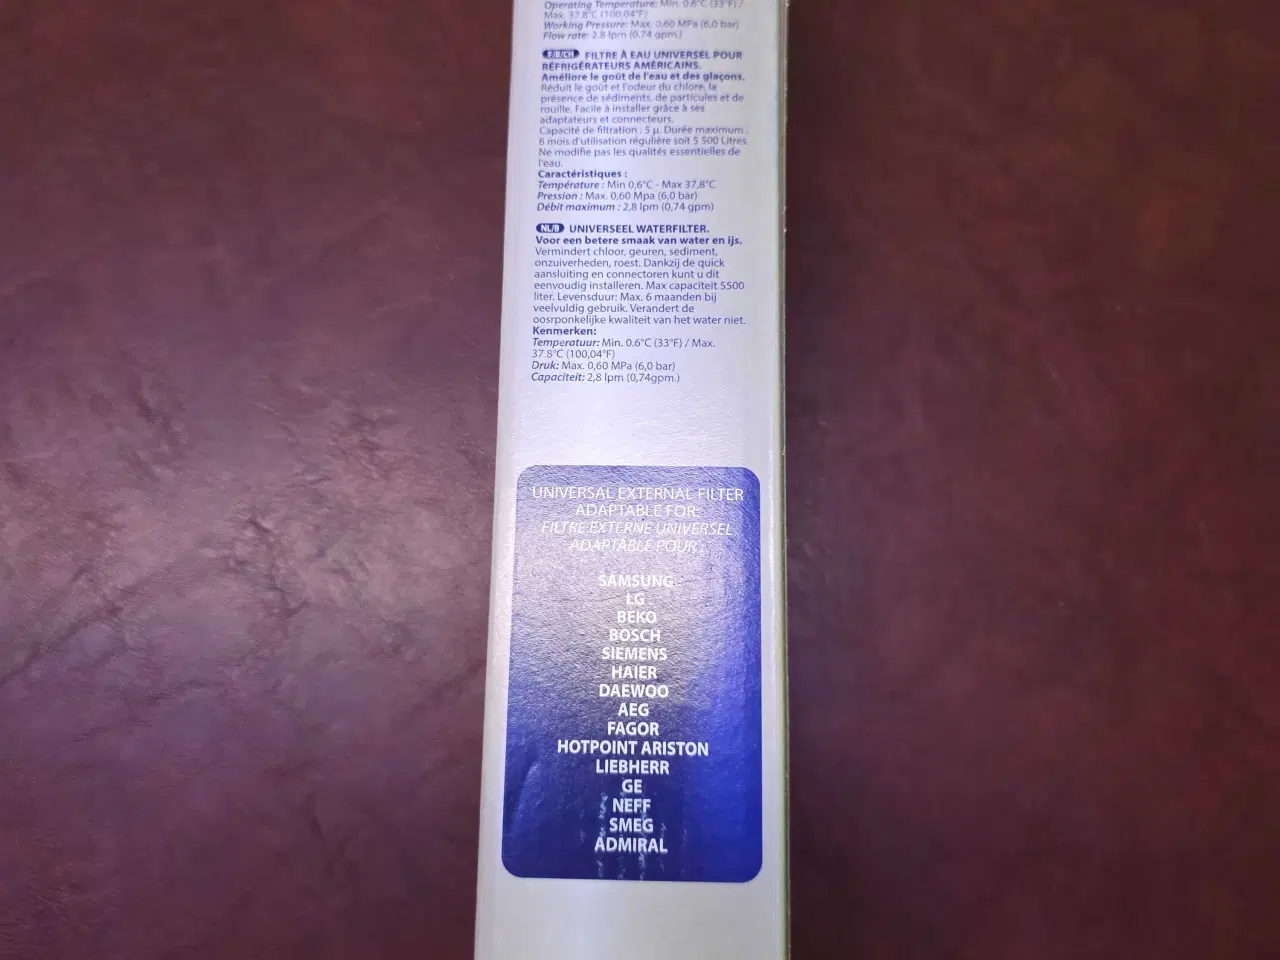 Operating Temperature: Min. 0.6°C (33°F) /
Max. 37.8°C (100,04°F)
Working Pressure: Max. 0,60 MPa (6,0 bar)
Flow rate: 2.8 lpm (0.74 gpm.)
F/B/CH FILTRE À EAU UNIVERSEL POUR
RÉFRIGÉRATEURS AMÉRICAINS.
Améliore le goût de l'eau et des glaçons.
Réduit le goût et l'odeur du chlore, la
présence de sédiments, de particules et de
rouille. Facile à installer grâce à ses
adaptateurs et connecteurs.
Capacité de filtration : 5 µ. Durée maximum :
6 mois d'utilisation régulière soit 5 500 Litres.
Ne modifie pas les qualités essentielles de
l'eau.
Caractéristiques :
Température : Min 0,6°C - Max 37,8°C
Pression : Max. 0,60 Mpa (6,0 bar)
Débit maximum : 2,8 lpm (0,74 gpm)
NL/B UNIVERSEEL WATERFILTER.
Voor een betere smaak van water en ijs.
Vermindert chloor, geuren, sediment,
onzuiverheden, roest. Dankzij de quick
aansluiting en connectoren kunt u dit
eenvoudig installeren. Max capaciteit 5500
liter. Levensduur: Max. 6 maanden bij
veelvuldig gebruik. Verandert de
oosrponkelijke kwaliteit van het water niet.
Kenmerken:
Temperatuur: Min. 0.6°C (33°F) / Max.
37.8°C (100,04°F)
Druk: Max. 0,60 MPa (6,0 bar)
Capaciteit: 2,8 lpm (0,74gpm.)
UNIVERSAL EXTERNAL FILTER
ADAPTABLE FOR:
FILTRE EXTERNE UNIVERSEL
ADAPTABLE POUR :
SAMSUNG
LG
BEKO
BOSCH
SIEMENS
HAIER
DAEWOO
AEG
FAGOR
HOTPOINT ARISTON
LIEBHERR
GE
NEFF
SMEG
ADMIRAL